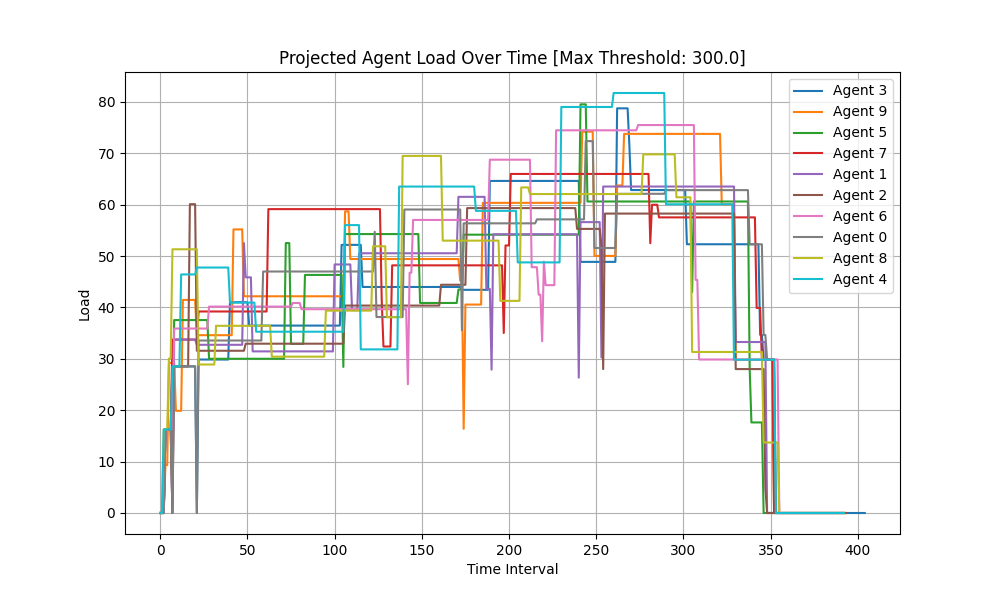 Projected Agent Load Over Time [Max Threshold: 300.0]
Load
80
70
60
50
40
30
20
10
0
0 50 100 150 200 250 300 350 400
Time Interval
Agent 3
Agent 9
Agent 5
Agent 7
Agent 1
Agent 2
Agent 6
Agent 0
Agent 8
Agent 4